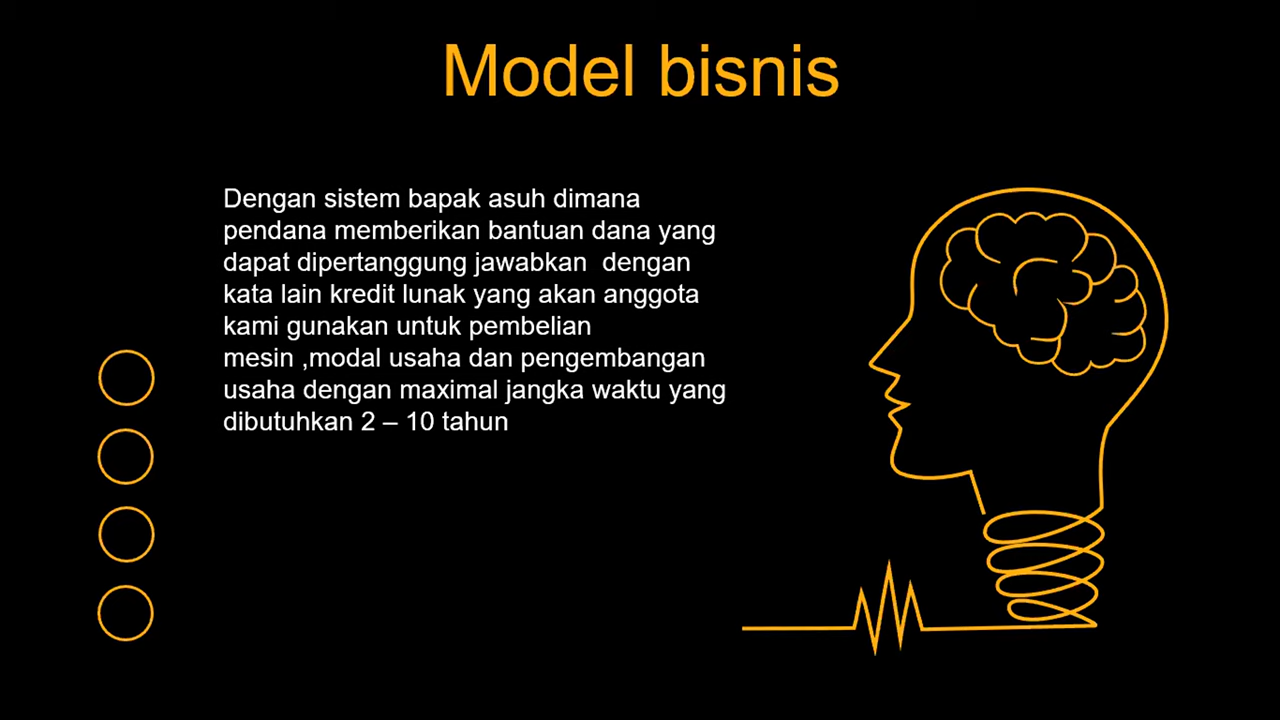 Model bisnis
Dengan sistem bapak asuh dimana
pendana memberikan bantuan dana yang
dapat dipertanggung jawabkan  dengan
kata lain kredit lunak yang akan anggota
kami gunakan untuk pembelian
mesin ,modal usaha dan pengembangan
usaha dengan maximal jangka waktu yang
dibutuhkan 2 – 10 tahun